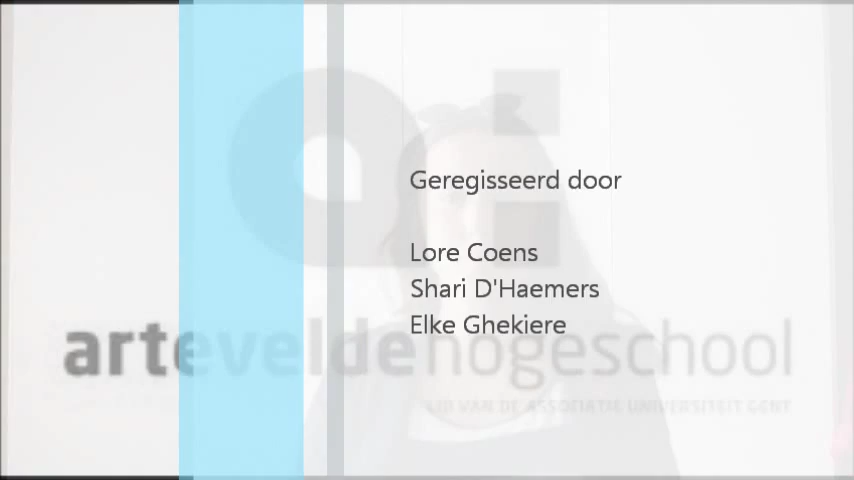 Geregisseerd door
Lore Coens
Shari D'Haemers
Elke Ghekiere
arteveldehogeschool
LID VAN DE ASSOCIATIE UNIVERSITEIT GENT